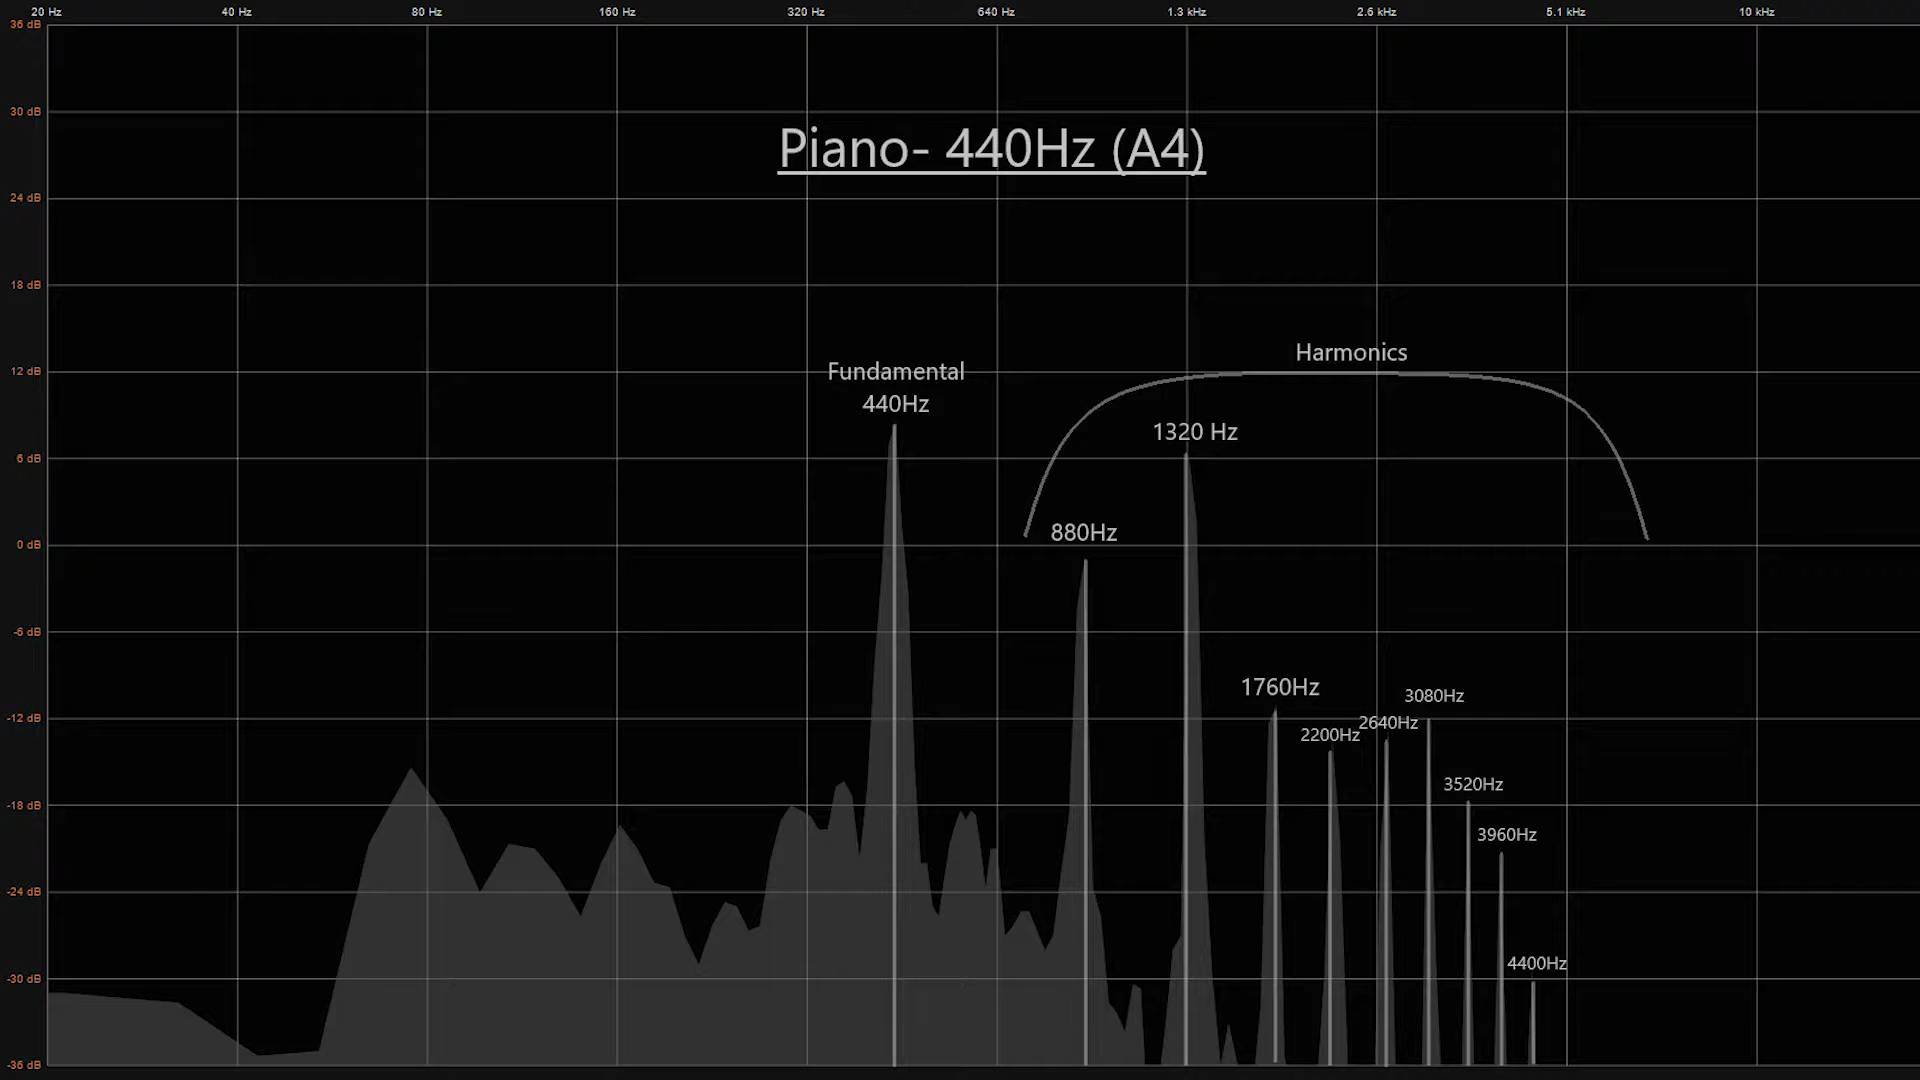 20 Hz 40 Hz 80 Hz 160 Hz 320 Hz 640 Hz 1.3 kHz 2.6 kHz 5.1 kHz 10 kHz
36 dB
30 dB
Piano- 440Hz (A4)
24 dB
18 dB
Harmonics
12 dB
Fundamental
440Hz
1320 Hz
6 dB
880Hz
0 dB
-6 dB
1760Hz
3080Hz
-12 dB
2640Hz
2200Hz
3520Hz
-18 dB
3960Hz
-24 dB
4400Hz
-30 dB
-36 dB